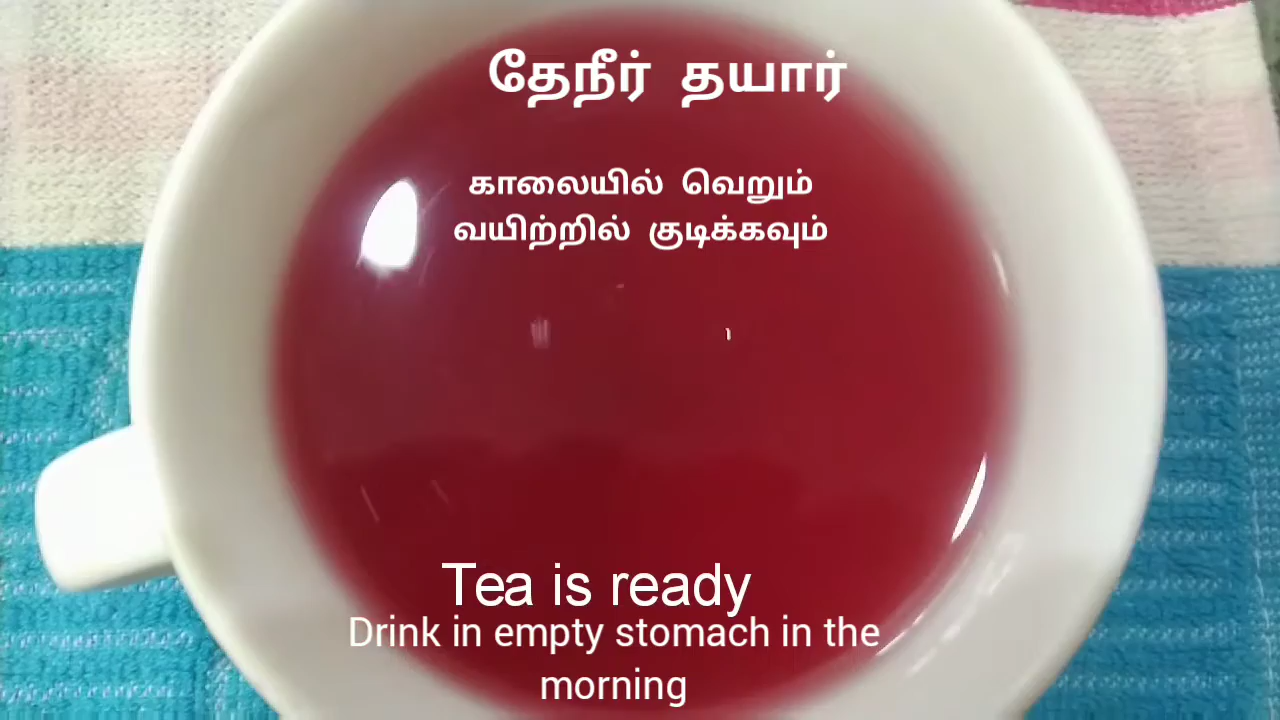 தேநீர் தயார்
காலையில் வெறும்
வயிற்றில் குடிக்கவும்
Tea is ready
Drink in empty stomach in the
morning